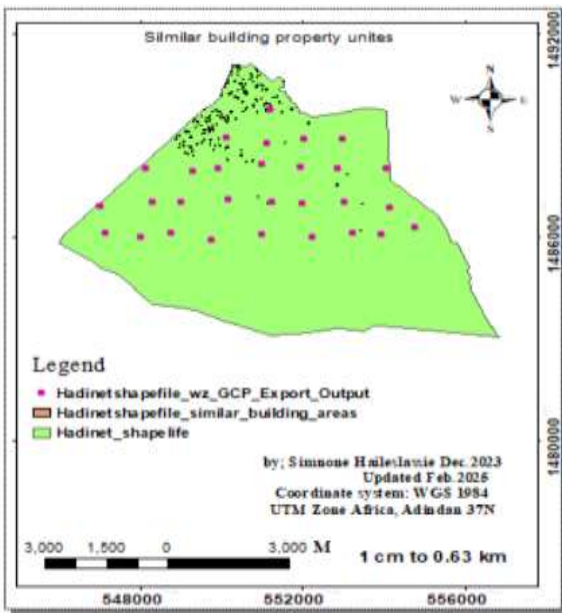 Silmilar building property unites
1492000
N
W E
S
1486000
Legend
Hadinetshapefile_wz_GCP_Export_Output
Hadinetshapefile_similar_building_areas
Hadinet_shapelife
1480000
by; Simnone Haileslassie Dec. 2023
Updated Feb. 2025
Coordinate system: WGS 1984
UTM Zone Africa, Adindan 37N
3,000 1,500 0 3,000 M
1 cm to 0.63 km
548000 552000 556000